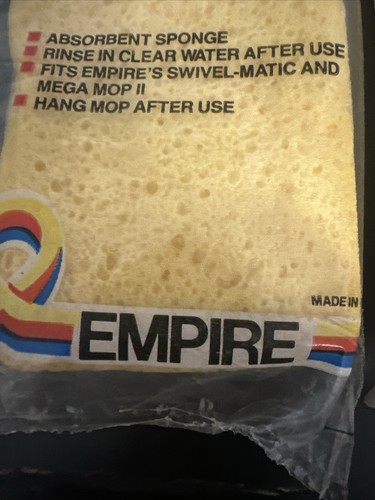 ABSORBENT SPONGE
RINSE IN CLEAR WATER AFTER USE
FITS EMPIRE'S SWIVEL-MATIC AND
MEGA MOP II
HANG MOP AFTER USE
MADE IN
EMPIRE